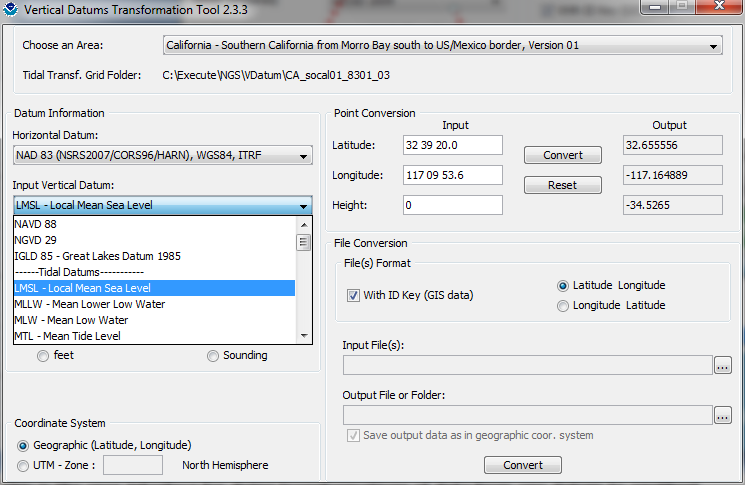 Vertical Datums Transformation Tool 2.3.3
Choose an Area:
California - Southern California from Morro Bay south to US/Mexico border, Version 01
Tidal Transf. Grid Folder:
C:\Execute\NGS\VDatum\CA_socal01_8301_03
Datum Information
Horizontal Datum:
NAD 83 (NSRS2007/CORS96/HARN), WGS84, ITRF
Input Vertical Datum:
LMSL - Local Mean Sea Level
NAVD 88
NGVD 29
IGLD 85 - Great Lakes Datum 1985
------Tidal Datums-----------
LMSL - Local Mean Sea Level
MLLW - Mean Lower Low Water
MLW - Mean Low Water
MTL - Mean Tide Level
feet
Sounding
Coordinate System
Geographic (Latitude, Longitude)
UTM - Zone :
North Hemisphere
Point Conversion
Input
Output
Latitude:
32 39 20.0
Convert
32.655556
Longitude:
117 09 53.6
Reset
-117.164889
Height:
0
-34.5265
File Conversion
File(s) Format
With ID Key (GIS data)
Latitude Longitude
Longitude Latitude
Input File(s):
...
Output File or Folder:
...
Save output data as in geographic coor. system
Convert